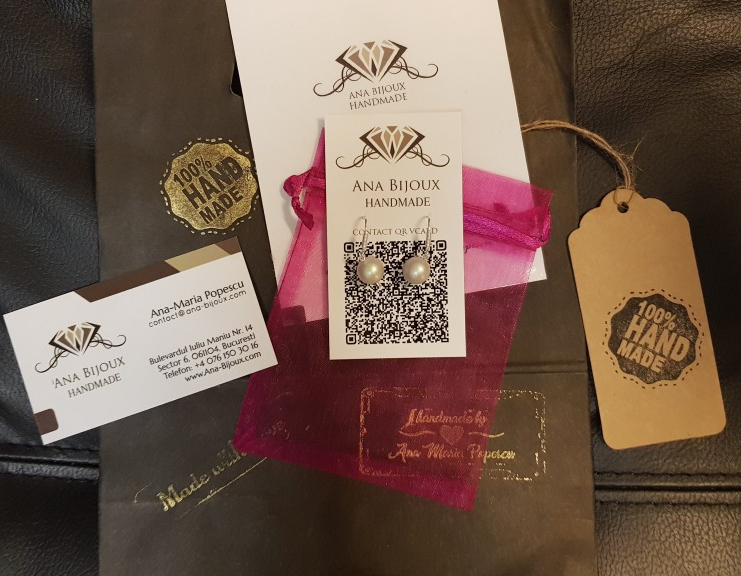 ANA BIJOUX
HANDMADE
ANA BIJOUX
HANDMADE
CONTACT QR VCARD
100%
HAND
MADE
Ana-Maria Popescu
contact@ana-bijoux.com
Bulevardul Iuliu Maniu Nr. 14
Sector 6, 061104, Bucuresti
Telefon: +4 076 150 30 16
www.Ana-Bijoux.com
ANA BIJOUX
HANDMADE
100%
HAND
MADE
Handmade by
Ana Maria Popescu
Made with